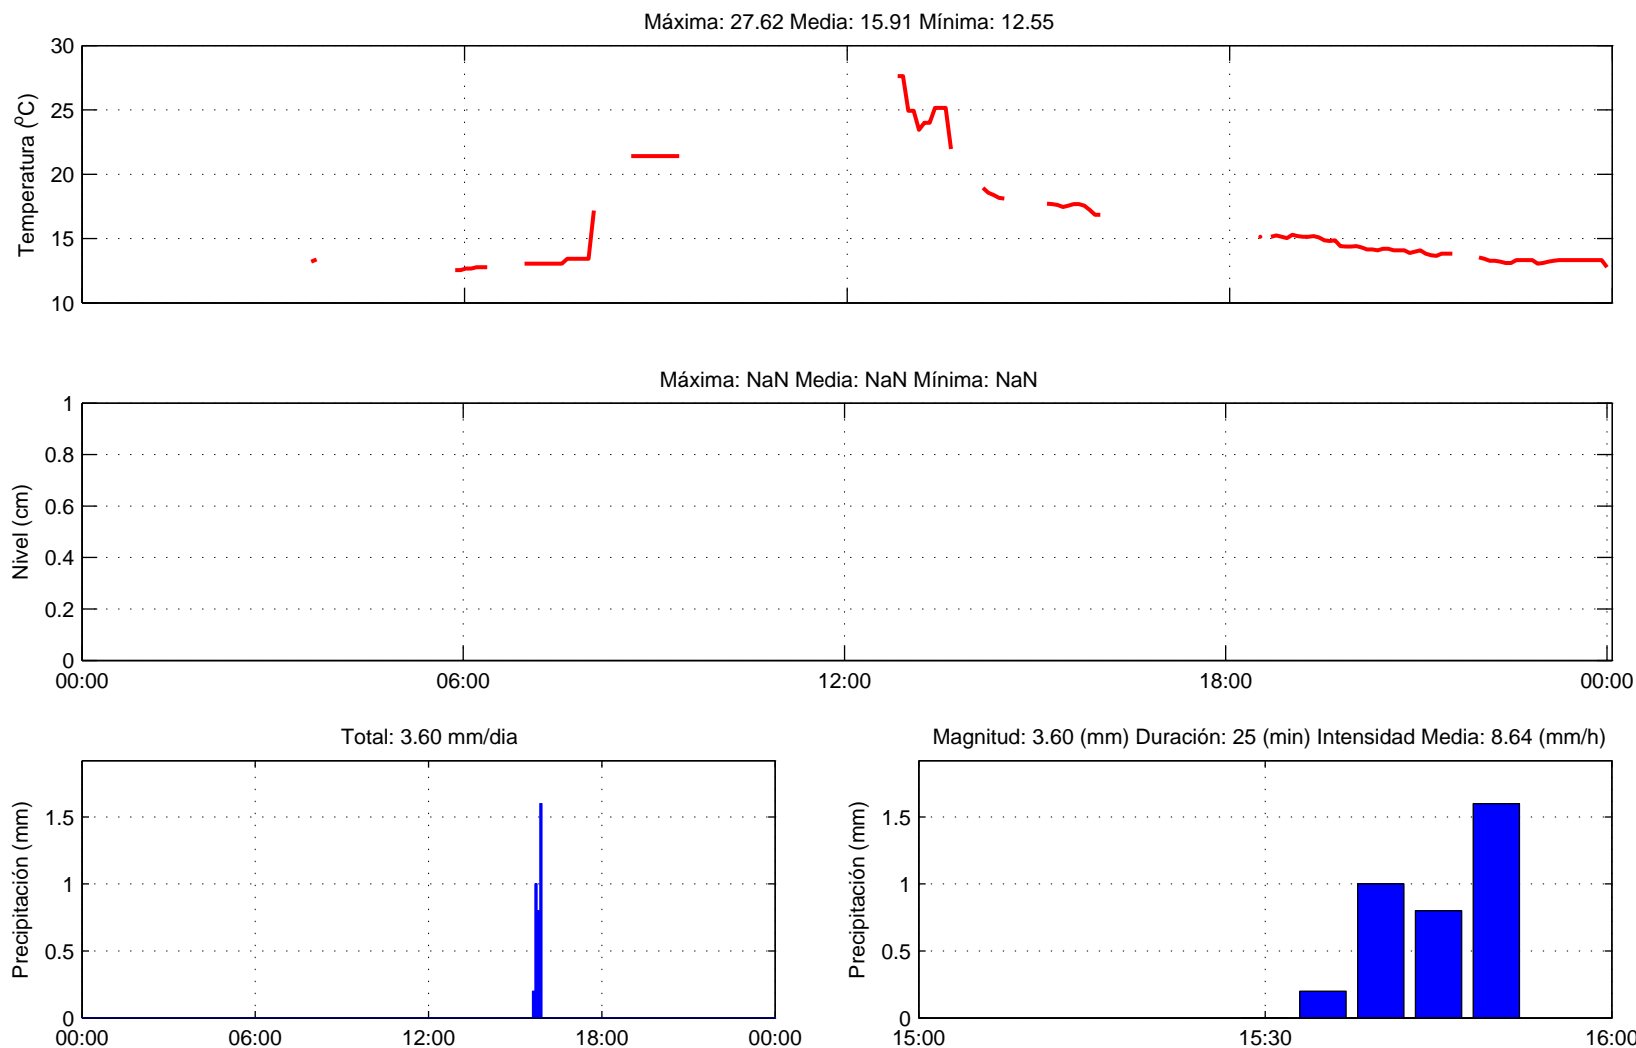 Máxima: 27.62 Media: 15.91 Mínima: 12.55
30
25
20
15
10
Temperatura (ºC)
Máxima: NaN Media: NaN Mínima: NaN
1
0.8
0.6
0.4
0.2
0
Nivel (cm)
00:00 06:00 12:00 18:00 00:00
Total: 3.60 mm/dia
1.5
1
0.5
0
Precipitación (mm)
00:00 06:00 12:00 18:00 00:00
Magnitud: 3.60 (mm) Duración: 25 (min) Intensidad Media: 8.64 (mm/h)
1.5
1
0.5
0
Precipitación (mm)
15:00 15:30 16:00